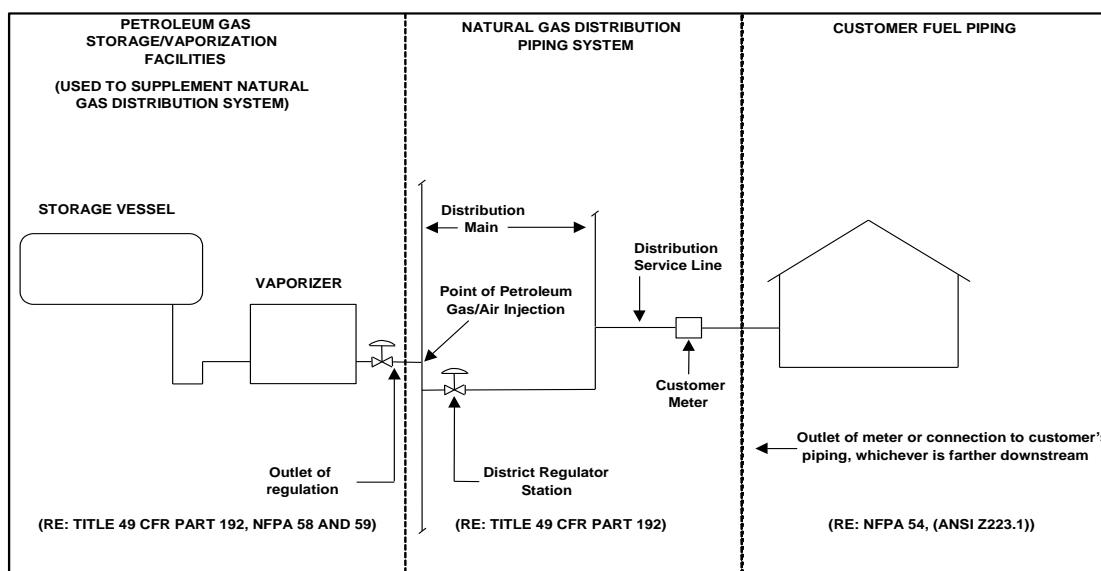 PETROLEUM GAS
STORAGE/VAPORIZATION
FACILITIES
(USED TO SUPPLEMENT NATURAL
GAS DISTRIBUTION SYSTEM)
NATURAL GAS DISTRIBUTION
PIPING SYSTEM
CUSTOMER FUEL PIPING
STORAGE VESSEL
VAPORIZER
Distribution
Main
Point of Petroleum
Gas/Air Injection
Distribution
Service Line
Customer
Meter
Outlet of
regulation
District Regulator
Station
Outlet of meter or connection to customer's
piping, whichever is farther downstream
(RE: TITLE 49 CFR PART 192, NFPA 58 AND 59)
(RE: TITLE 49 CFR PART 192)
(RE: NFPA 54, (ANSI Z223.1))